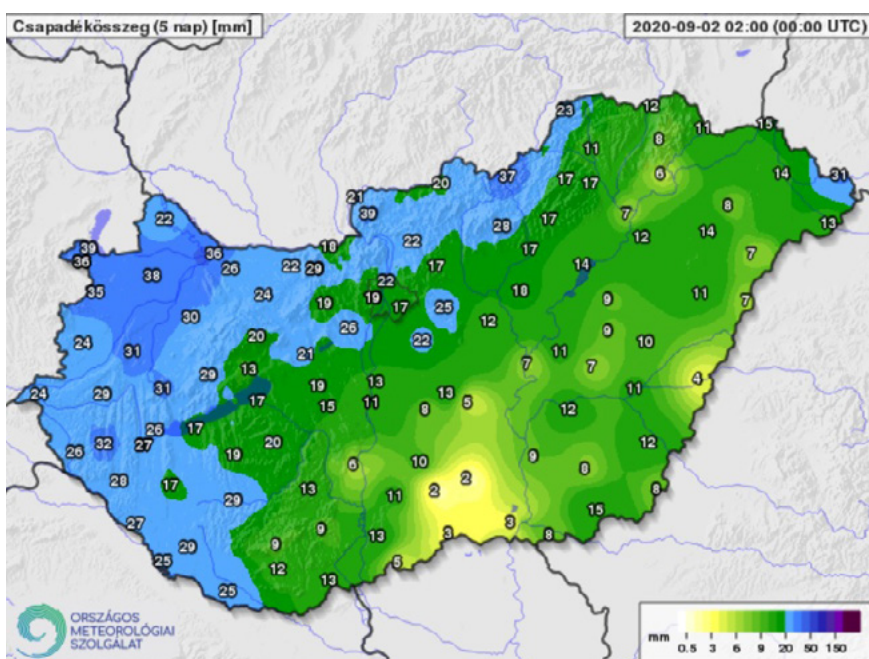 Csapadékösszeg (5 nap) [mm]
2020-09-02 02:00 (00:00 UTC)
23 12
11 15
8
11
37 17 17 6 14 31
20
21
39 7 8
22 28 17 13
22 12 14
39 36 18 17 7
36 26 22 29 17 14
38 22
35 24 19 19 17 18 11
25 9 7
30 26 12
20 22 9
24 21 10
31 11
29 13 7 7
31 19 13 4
24 29 17 13 11
15 11 8 5 12
26 17
32 27 20 12
26 19 9
6 10 8
28 17 13 2
29 11 2 8
15
27 9 3
29 9 13 3 8
25 12 5
25 13
ORSZÁGOS
METEOROLÓGIAI
SZOLGÁLAT
mm 0.5 3 6 9 20 50 150